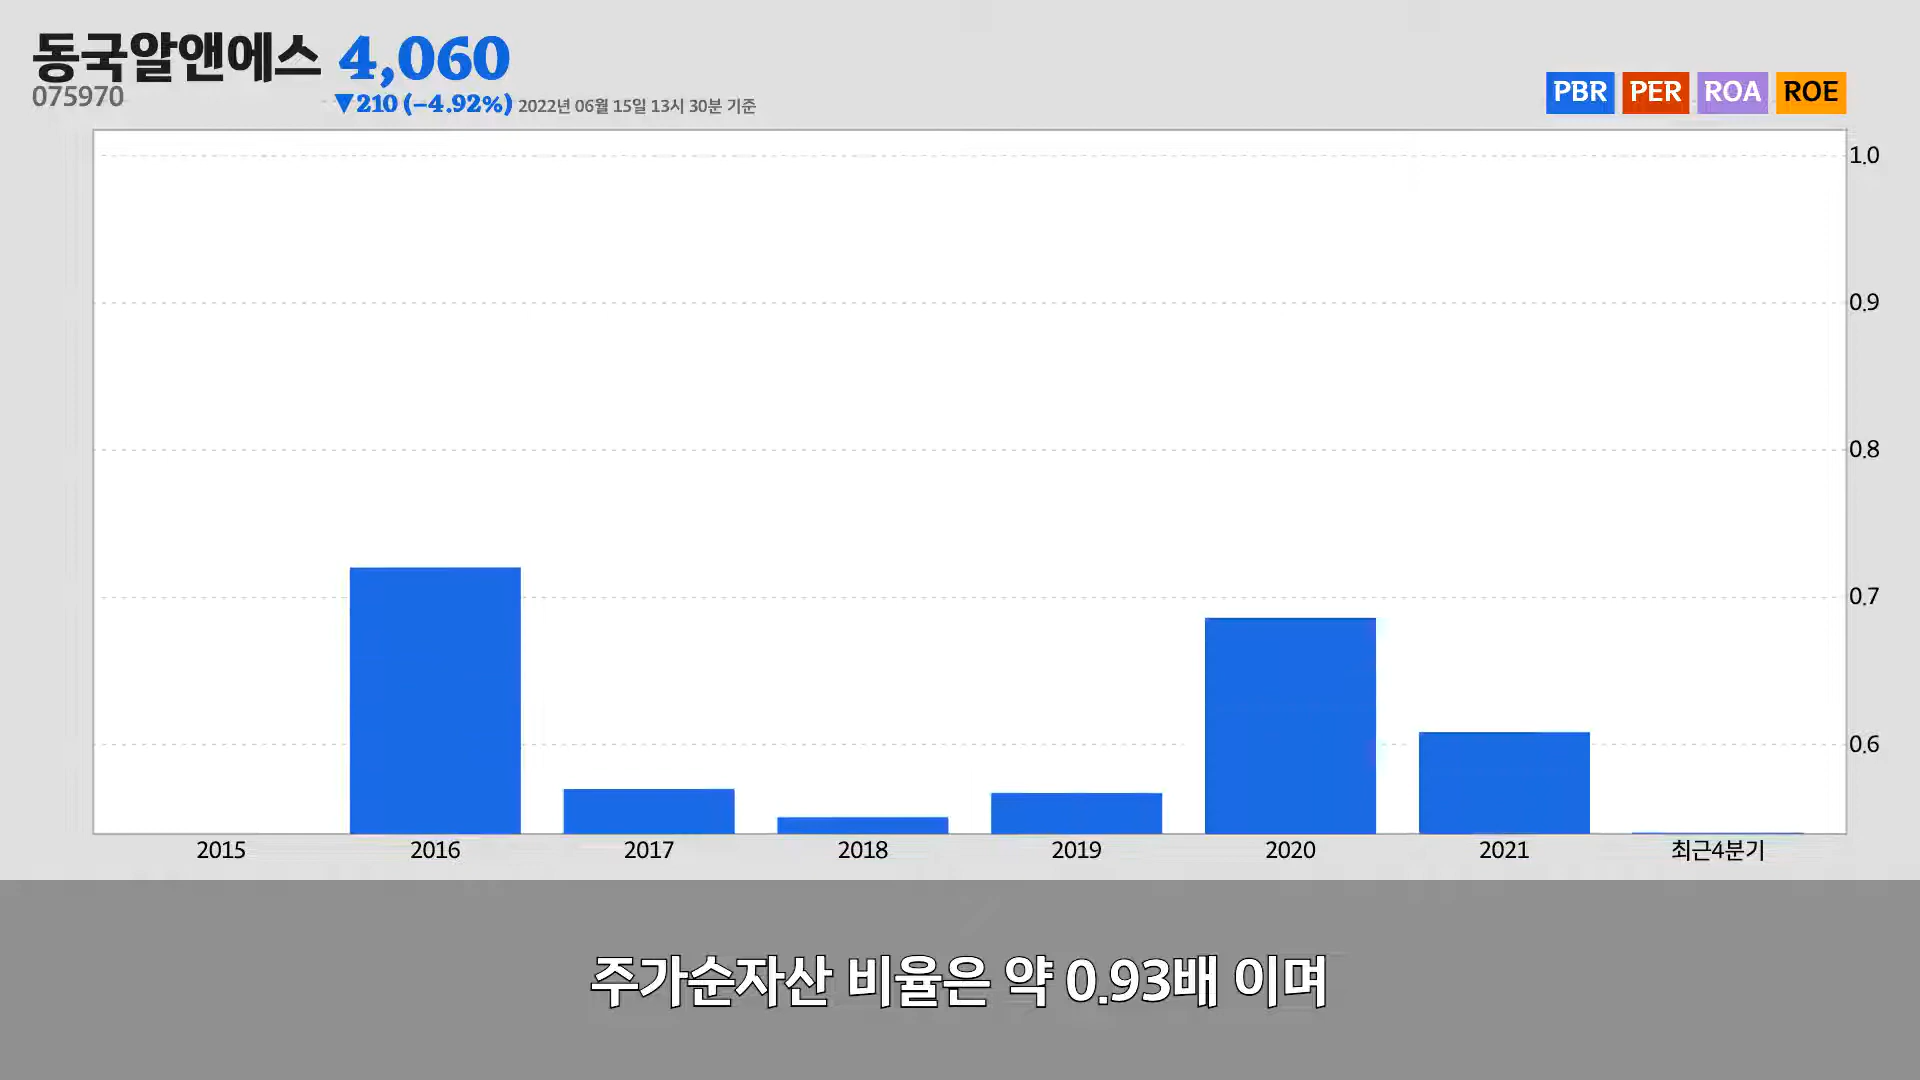 동국알앤에스 4,060
075970
▼210 (-4.92%) 2022년 06월 15일 13시 30분 기준
PBR PER ROA ROE
1.0
0.9
0.8
0.7
0.6
2015 2016 2017 2018 2019 2020 2021 최근4분기
주가순자산 비율은 약 0.93배 이며